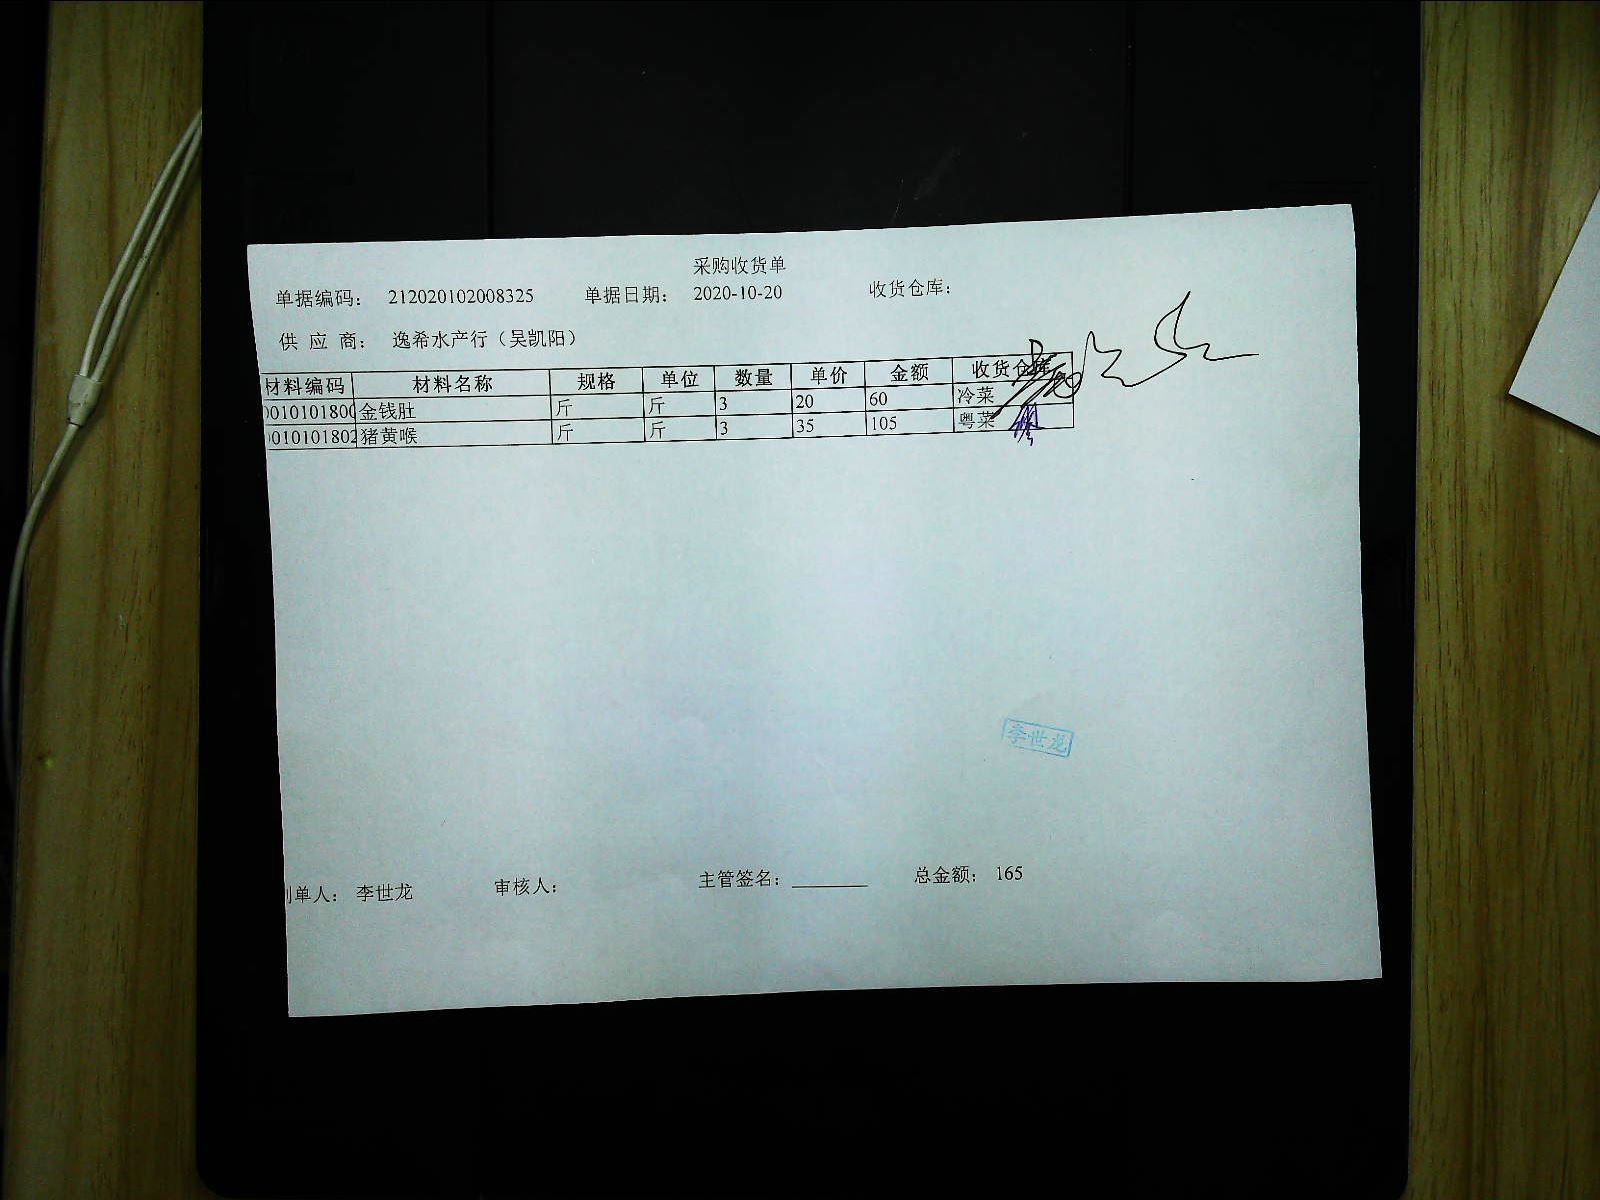 采购收货单
单据编码： 212020102008325 单据日期： 2020-10-20 收货仓库：
供 应 商： 逸希水产行（吴凯阳）
材料编码 材料名称 规格 单位 数量 单价 金额 收货仓库
0010101800 金钱肚 斤 斤 3 20 60 冷菜
0010101802 猪黄喉 斤 斤 3 35 105 粤菜
李世龙
制单人： 李世龙 审核人： 主管签名： ________ 总金额： 165